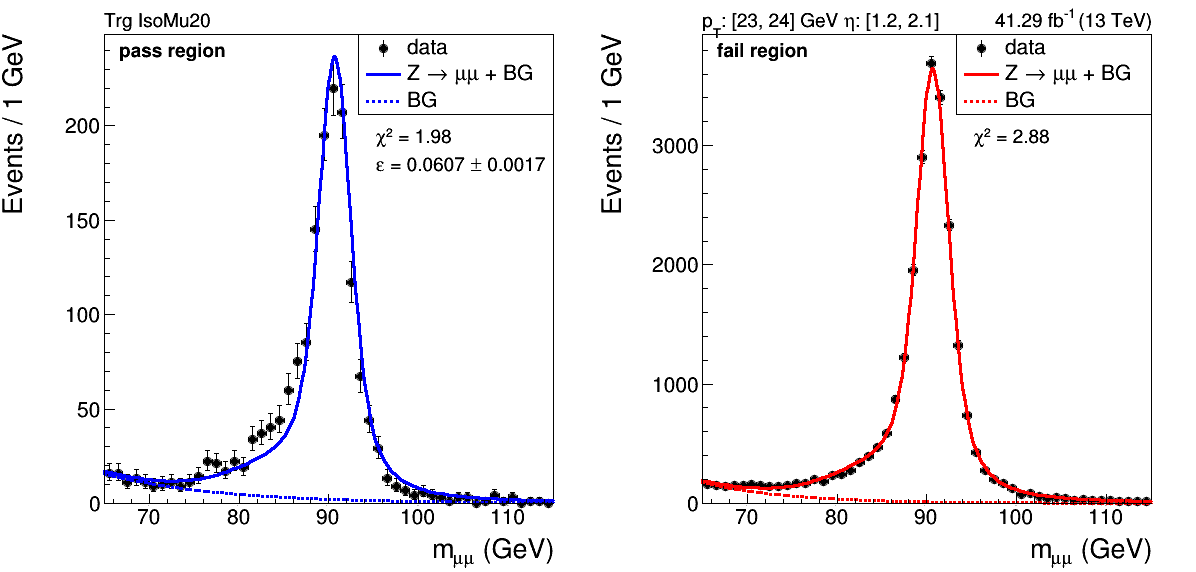 Trg IsoMu20
pass region
data
Z → μμ + BG
BG
χ² = 1.98
ε = 0.0607 ± 0.0017
Events / 1 GeV
200
150
100
50
0
70 80 90 100 110
m_μμ (GeV)
p_T: [23, 24] GeV η: [1.2, 2.1] 41.29 fb⁻¹ (13 TeV)
fail region
data
Z → μμ + BG
BG
χ² = 2.88
Events / 1 GeV
3000
2000
1000
0
70 80 90 100 110
m_μμ (GeV)